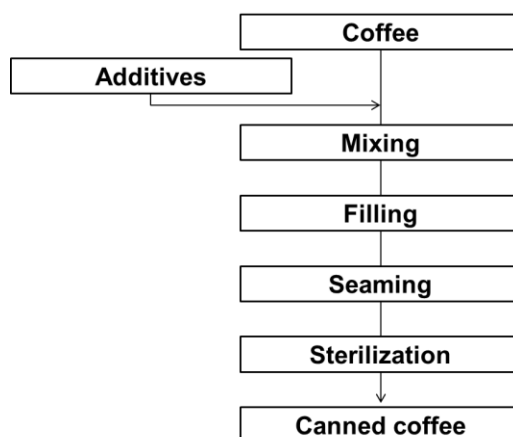 Coffee
Additives
Mixing
Filling
Seaming
Sterilization
Canned coffee